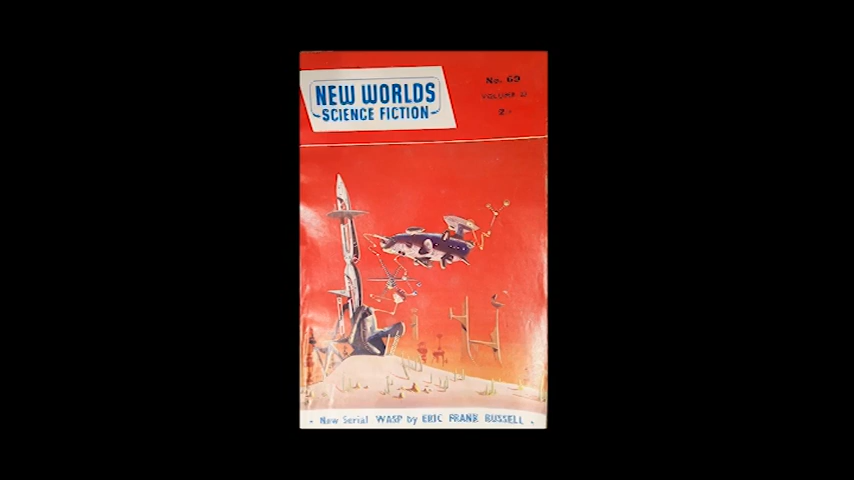 NEW WORLDS
SCIENCE FICTION
No. 69
VOLUME 23
2/-
New Serial WASP by ERIC FRANK RUSSELL